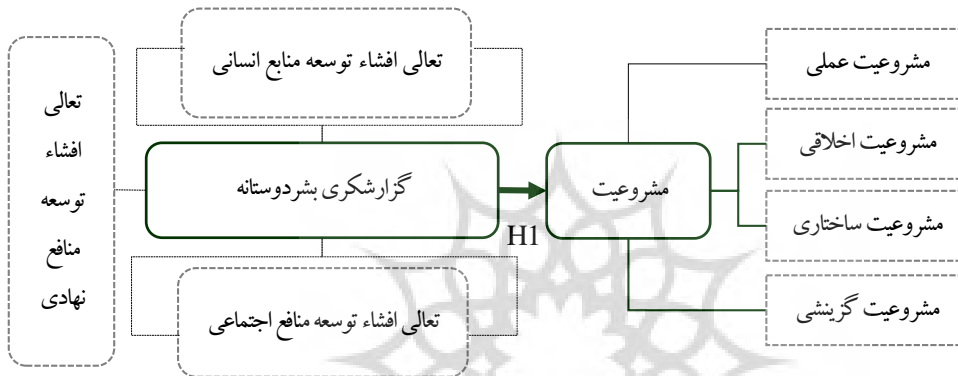 تعالی افشاء توسعه منابع انسانی
تعالی
افشاء
توسعه
منافع
نهادی
گزارشگری بشردوستانه
تعالی افشاء توسعه منافع اجتماعی
H1
مشروعیت
مشروعیت عملی
مشروعیت اخلاقی
مشروعیت ساختاری
مشروعیت گزینشی